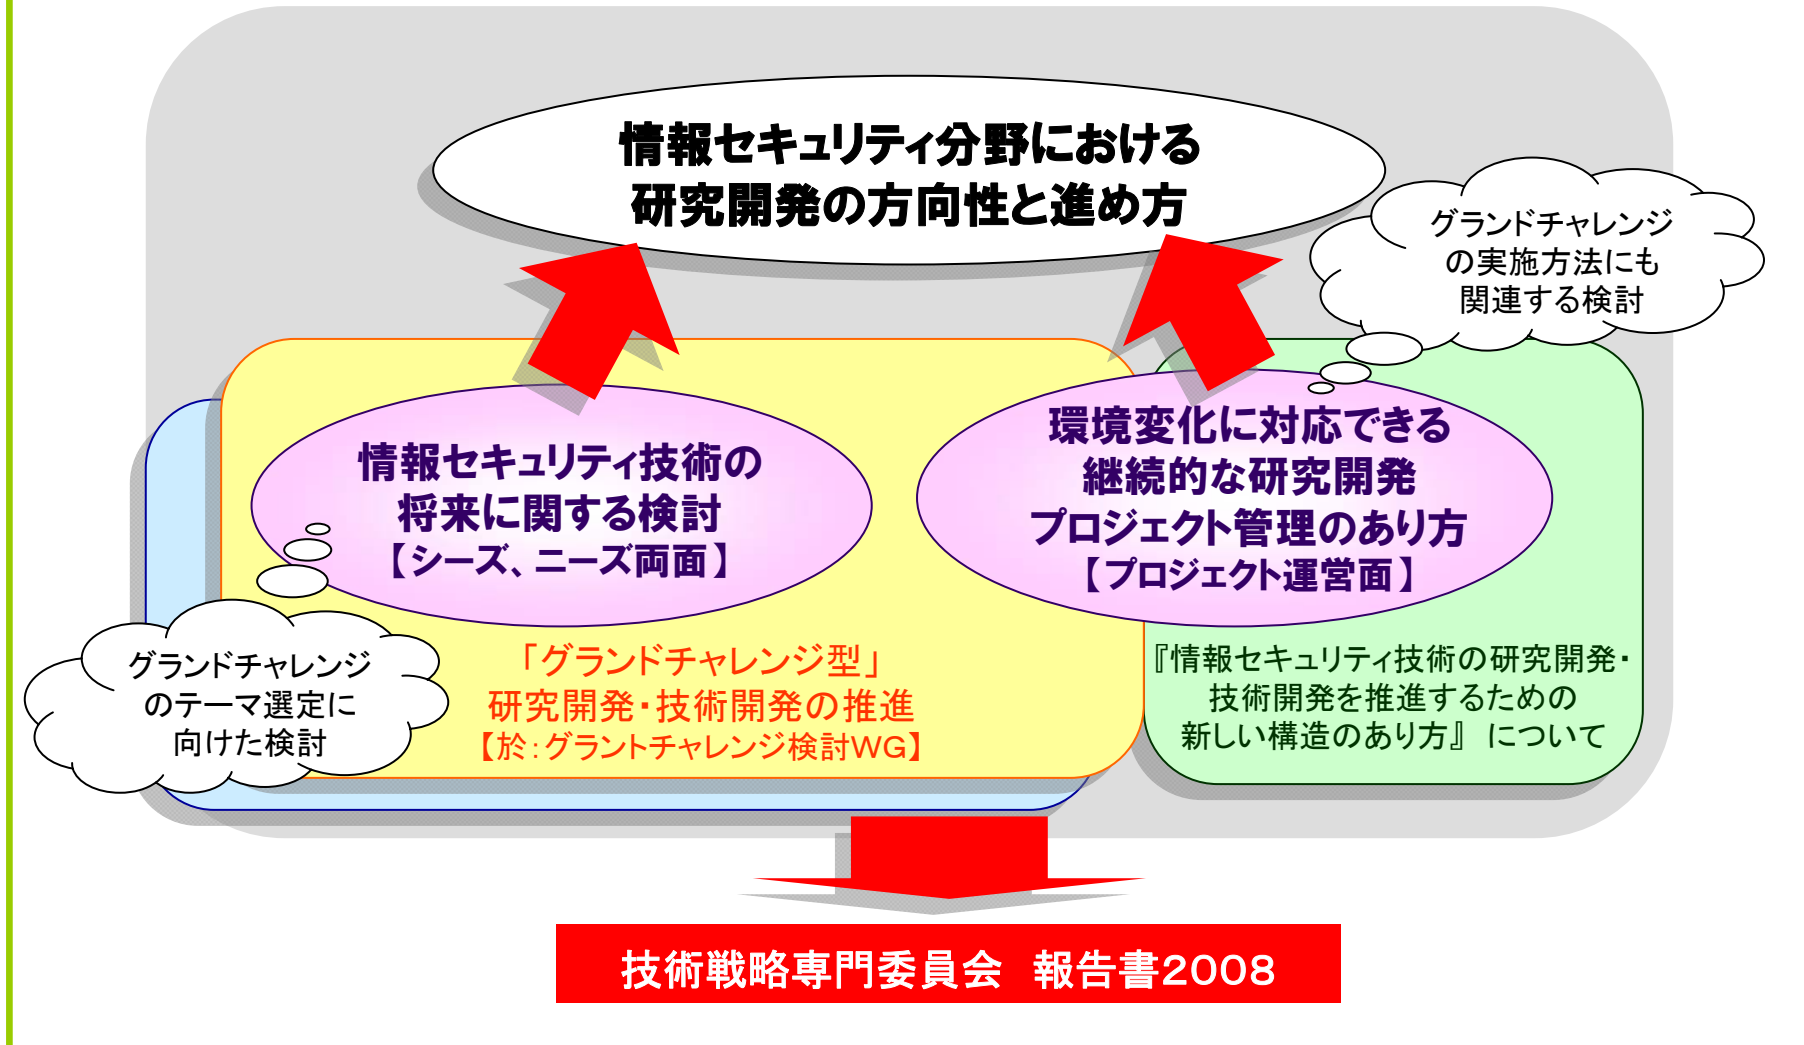 情報セキュリティ分野における
研究開発の方向性と進め方
グランドチャレンジ
の実施方法にも
関連する検討
情報セキュリティ技術の
将来に関する検討
【シーズ、ニーズ両面】
環境変化に対応できる
継続的な研究開発
プロジェクト管理のあり方
【プロジェクト運営面】
グランドチャレンジ
のテーマ選定に
向けた検討
「グランドチャレンジ型」
研究開発・技術開発の推進
【於：グラントチャレンジ検討WG】
『情報セキュリティ技術の研究開発・
技術開発を推進するための
新しい構造のあり方』 について
技術戦略専門委員会　報告書2008